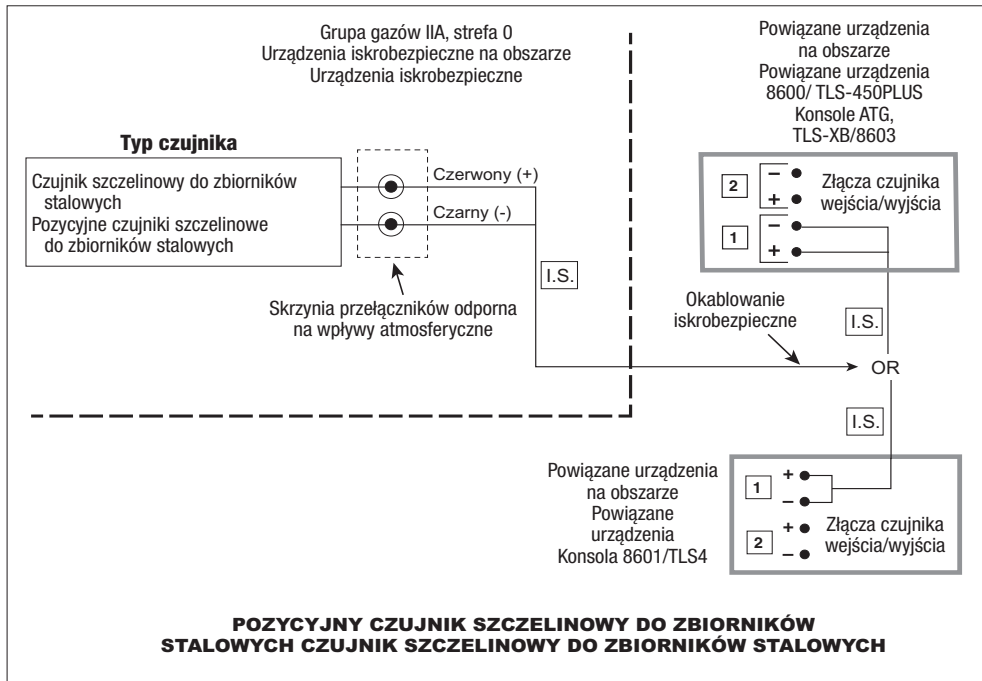 Grupa gazów IIA, strefa 0
Urządzenia iskrobezpieczne na obszarze
Urządzenia iskrobezpieczne
Powiązane urządzenia
na obszarze
Powiązane urządzenia
8600/ TLS-450PLUS
Konsole ATG,
TLS-XB/8603
Typ czujnika
Czujnik szczelinowy do zbiorników
stalowych
Pozycyjne czujniki szczelinowe
do zbiorników stalowych
Czerwony (+)
Czarny (-)
I.S.
Skrzynia przełączników odporna
na wpływy atmosferyczne
2
–
+
1
–
+
Złącza czujnika
wejścia/wyjścia
Okablowanie
iskrobezpieczne
I.S.
OR
I.S.
Powiązane urządzenia
na obszarze
Powiązane
urządzenia
Konsola 8601/TLS4
1
+
–
2
+
–
Złącza czujnika
wejścia/wyjścia
POZYCYJNY CZUJNIK SZCZELINOWY DO ZBIORNIKÓW
STALOWYCH CZUJNIK SZCZELINOWY DO ZBIORNIKÓW STALOWYCH